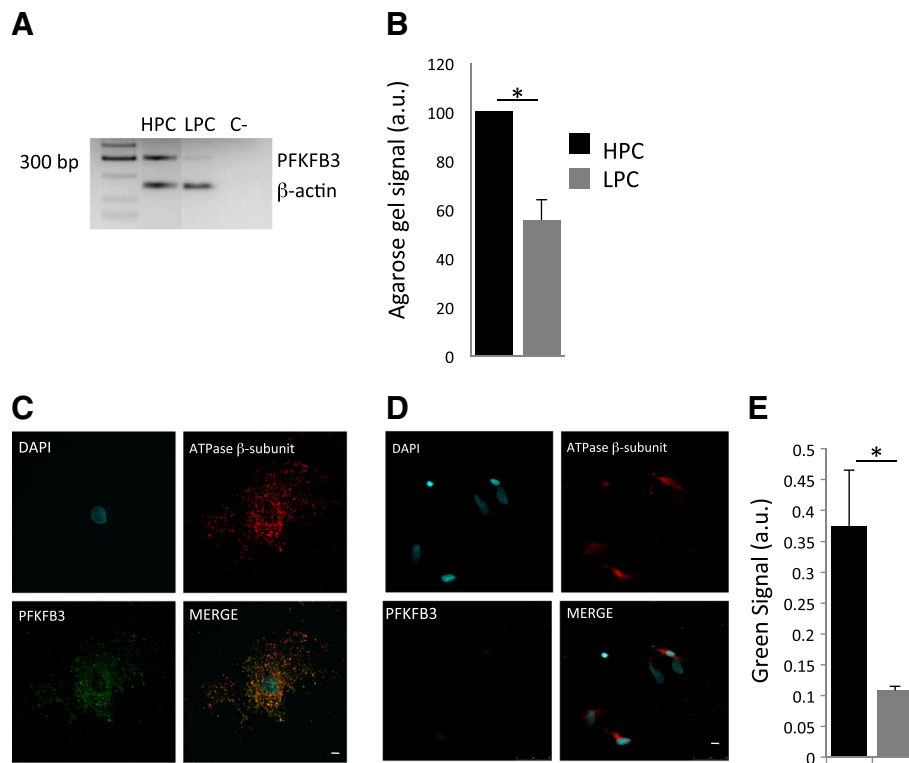 A
HPC LPC C-
300 bp
PFKFB3
β-actin
B
Agarose gel signal (a.u.)
120
100
80
60
40
20
0
*
HPC
LPC
C
DAPI
ATPase β-subunit
PFKFB3
MERGE
D
DAPI
ATPase β-subunit
PFKFB3
MERGE
E
Green Signal (a.u.)
0.5
0.45
0.4
0.35
0.3
0.25
0.2
0.15
0.1
0.05
0
*